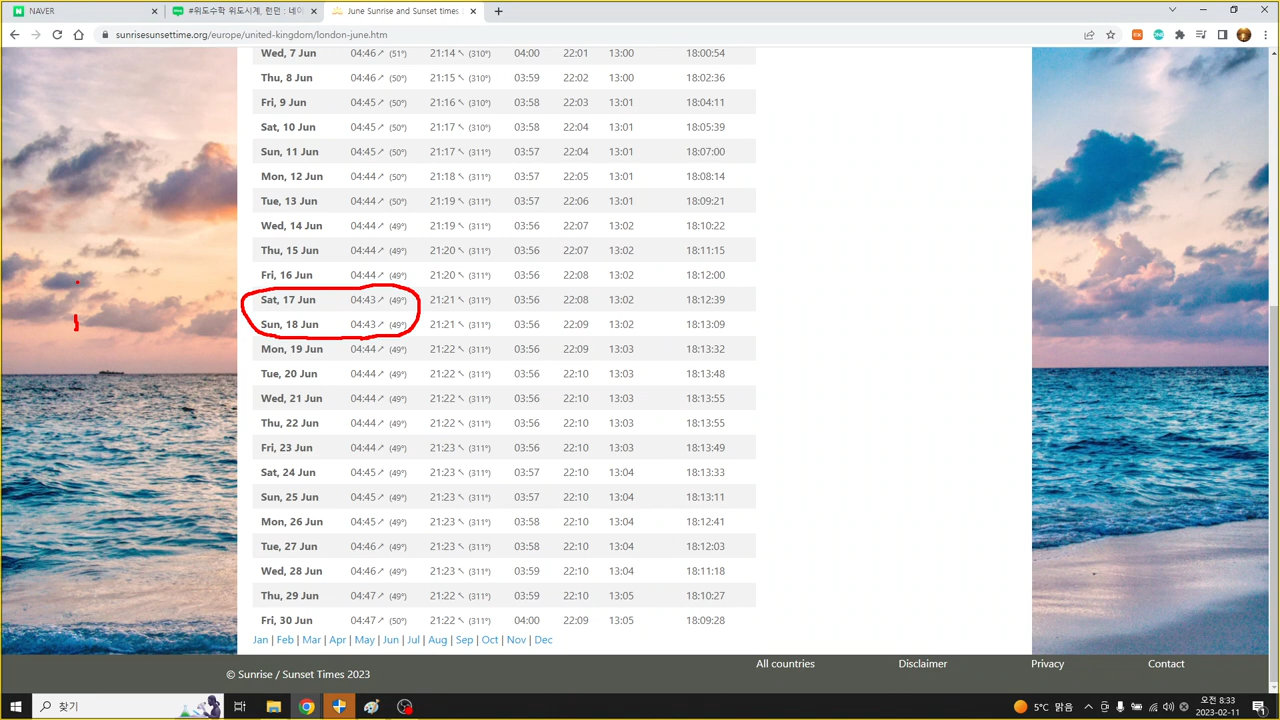 NAVER
#위도수학 위도시계, 런던 : 네이
June Sunrise and Sunset times
sunrisesunsettime.org/europe/united-kingdom/london-june.htm
Wed, 7 Jun 04:46↗ (51°) 21:14↖ (310°) 04:00 22:01 13:00 18:00:54
Thu, 8 Jun 04:46↗ (50°) 21:15↖ (310°) 03:59 22:02 13:00 18:02:36
Fri, 9 Jun 04:45↗ (50°) 21:16↖ (310°) 03:58 22:03 13:01 18:04:11
Sat, 10 Jun 04:45↗ (50°) 21:17↖ (310°) 03:58 22:04 13:01 18:05:39
Sun, 11 Jun 04:45↗ (50°) 21:17↖ (310°) 03:57 22:04 13:01 18:07:00
Mon, 12 Jun 04:44↗ (50°) 21:18↖ (311°) 03:57 22:05 13:01 18:08:14
Tue, 13 Jun 04:44↗ (50°) 21:19↖ (311°) 03:57 22:06 13:01 18:09:21
Wed, 14 Jun 04:44↗ (49°) 21:19↖ (311°) 03:56 22:07 13:02 18:10:22
Thu, 15 Jun 04:44↗ (49°) 21:20↖ (311°) 03:56 22:07 13:02 18:11:15
Fri, 16 Jun 04:44↗ (49°) 21:20↖ (311°) 03:56 22:08 13:02 18:12:00
Sat, 17 Jun 04:43↗ (49°) 21:21↖ (311°) 03:56 22:08 13:02 18:12:39
Sun, 18 Jun 04:43↗ (49°) 21:21↖ (311°) 03:56 22:09 13:02 18:13:09
Mon, 19 Jun 04:44↗ (49°) 21:22↖ (311°) 03:56 22:09 13:03 18:13:32
Tue, 20 Jun 04:44↗ (49°) 21:22↖ (311°) 03:56 22:10 13:03 18:13:48
Wed, 21 Jun 04:44↗ (49°) 21:22↖ (311°) 03:56 22:10 13:03 18:13:55
Thu, 22 Jun 04:44↗ (49°) 21:22↖ (311°) 03:56 22:10 13:03 18:13:55
Fri, 23 Jun 04:44↗ (49°) 21:23↖ (311°) 03:56 22:10 13:03 18:13:49
Sat, 24 Jun 04:45↗ (49°) 21:23↖ (311°) 03:57 22:10 13:04 18:13:33
Sun, 25 Jun 04:45↗ (49°) 21:23↖ (311°) 03:57 22:10 13:04 18:13:11
Mon, 26 Jun 04:45↗ (49°) 21:23↖ (311°) 03:58 22:10 13:04 18:12:41
Tue, 27 Jun 04:46↗ (49°) 21:23↖ (311°) 03:58 22:10 13:04 18:12:03
Wed, 28 Jun 04:46↗ (49°) 21:23↖ (311°) 03:59 22:10 13:04 18:11:18
Thu, 29 Jun 04:47↗ (49°) 21:22↖ (311°) 03:59 22:10 13:05 18:10:27
Fri, 30 Jun 04:47↗ (50°) 21:22↖ (311°) 04:00 22:09 13:05 18:09:28
Jan | Feb | Mar | Apr | May | Jun | Jul | Aug | Sep | Oct | Nov | Dec
All countries Disclaimer Privacy Contact
© Sunrise / Sunset Times 2023
찾기
5°C 맑음
오전 8:33
2023-02-11